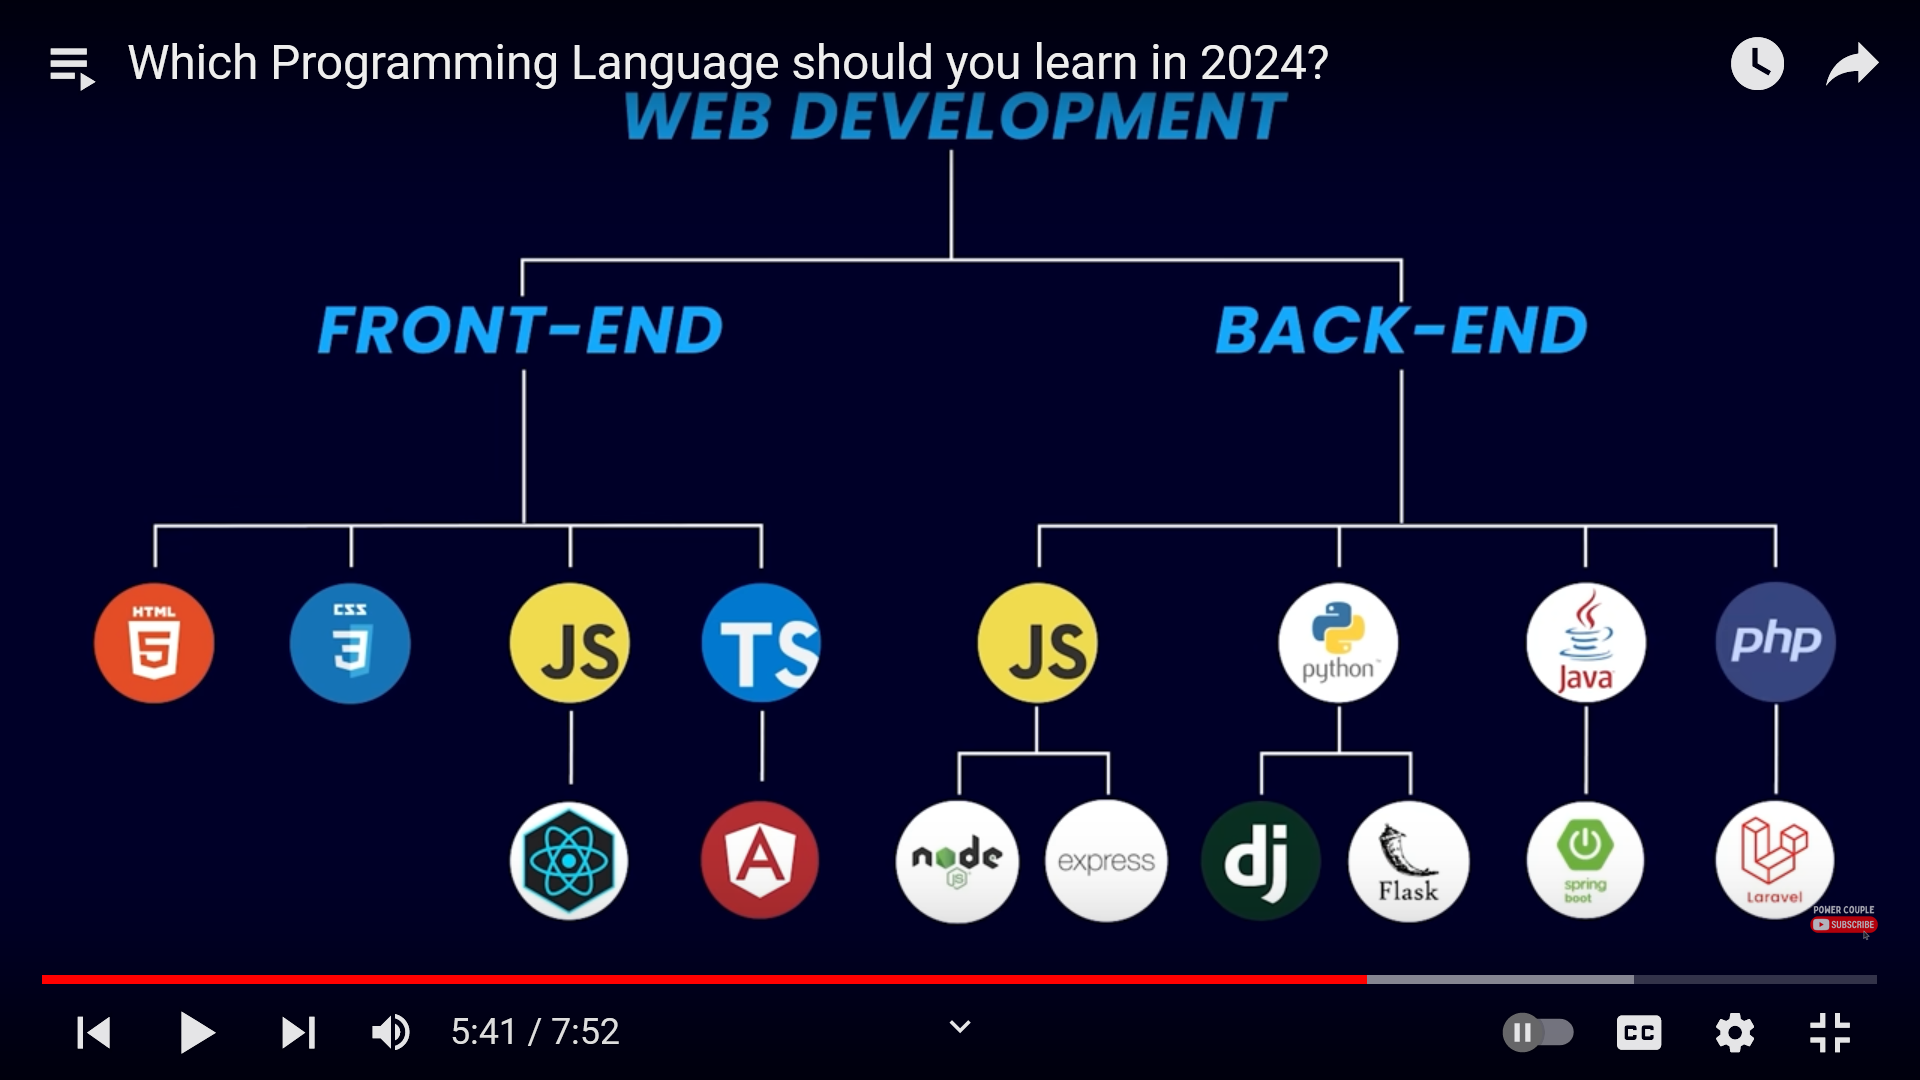 Which Programming Language should you learn in 2024?
WEB DEVELOPMENT
FRONT-END
BACK-END
HTML
5
CSS
3
JS
TS
JS
python
Java
php
A
node
JS
express
dj
Flask
spring
boot
Laravel
POWER COUPLE
SUBSCRIBE
5:41 / 7:52
CC